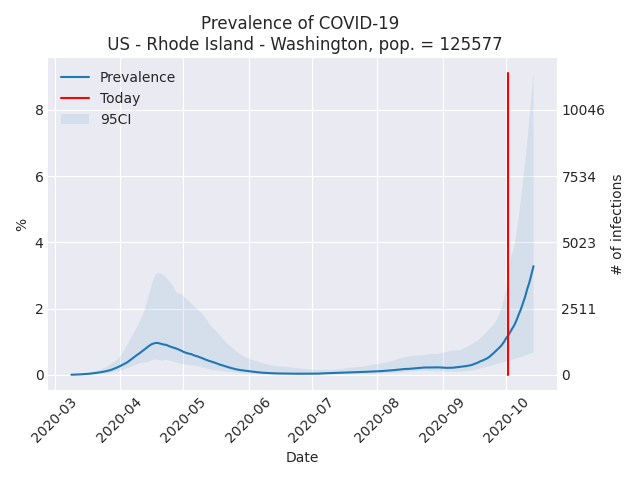 Prevalence of COVID-19
US - Rhode Island - Washington, pop. = 125577
Prevalence
Today
95CI
%
8
6
4
2
0
10046
7534
5023
2511
0
# of infections
2020-03
2020-04
2020-05
2020-06
2020-07
2020-08
2020-09
2020-10
Date